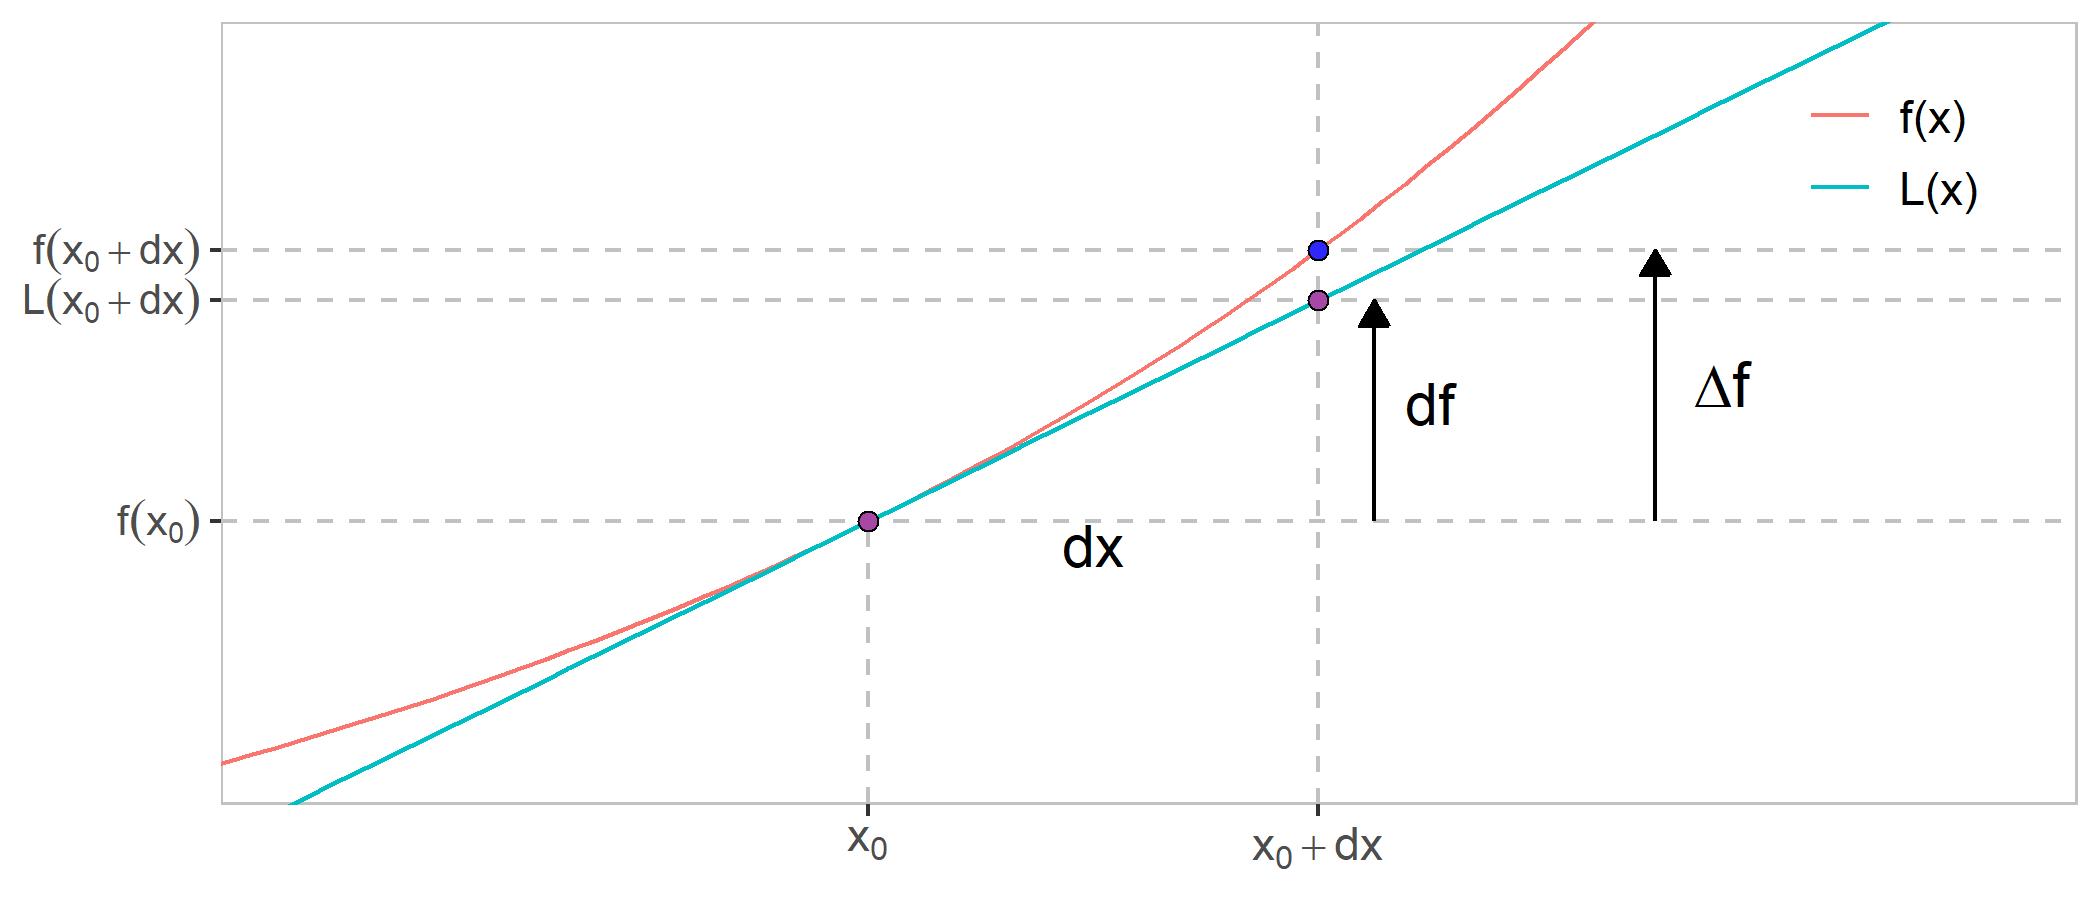 f(x)
L(x)
f(x₀ + dx)
L(x₀ + dx)
df
Δf
f(x₀)
dx
x₀
x₀ + dx